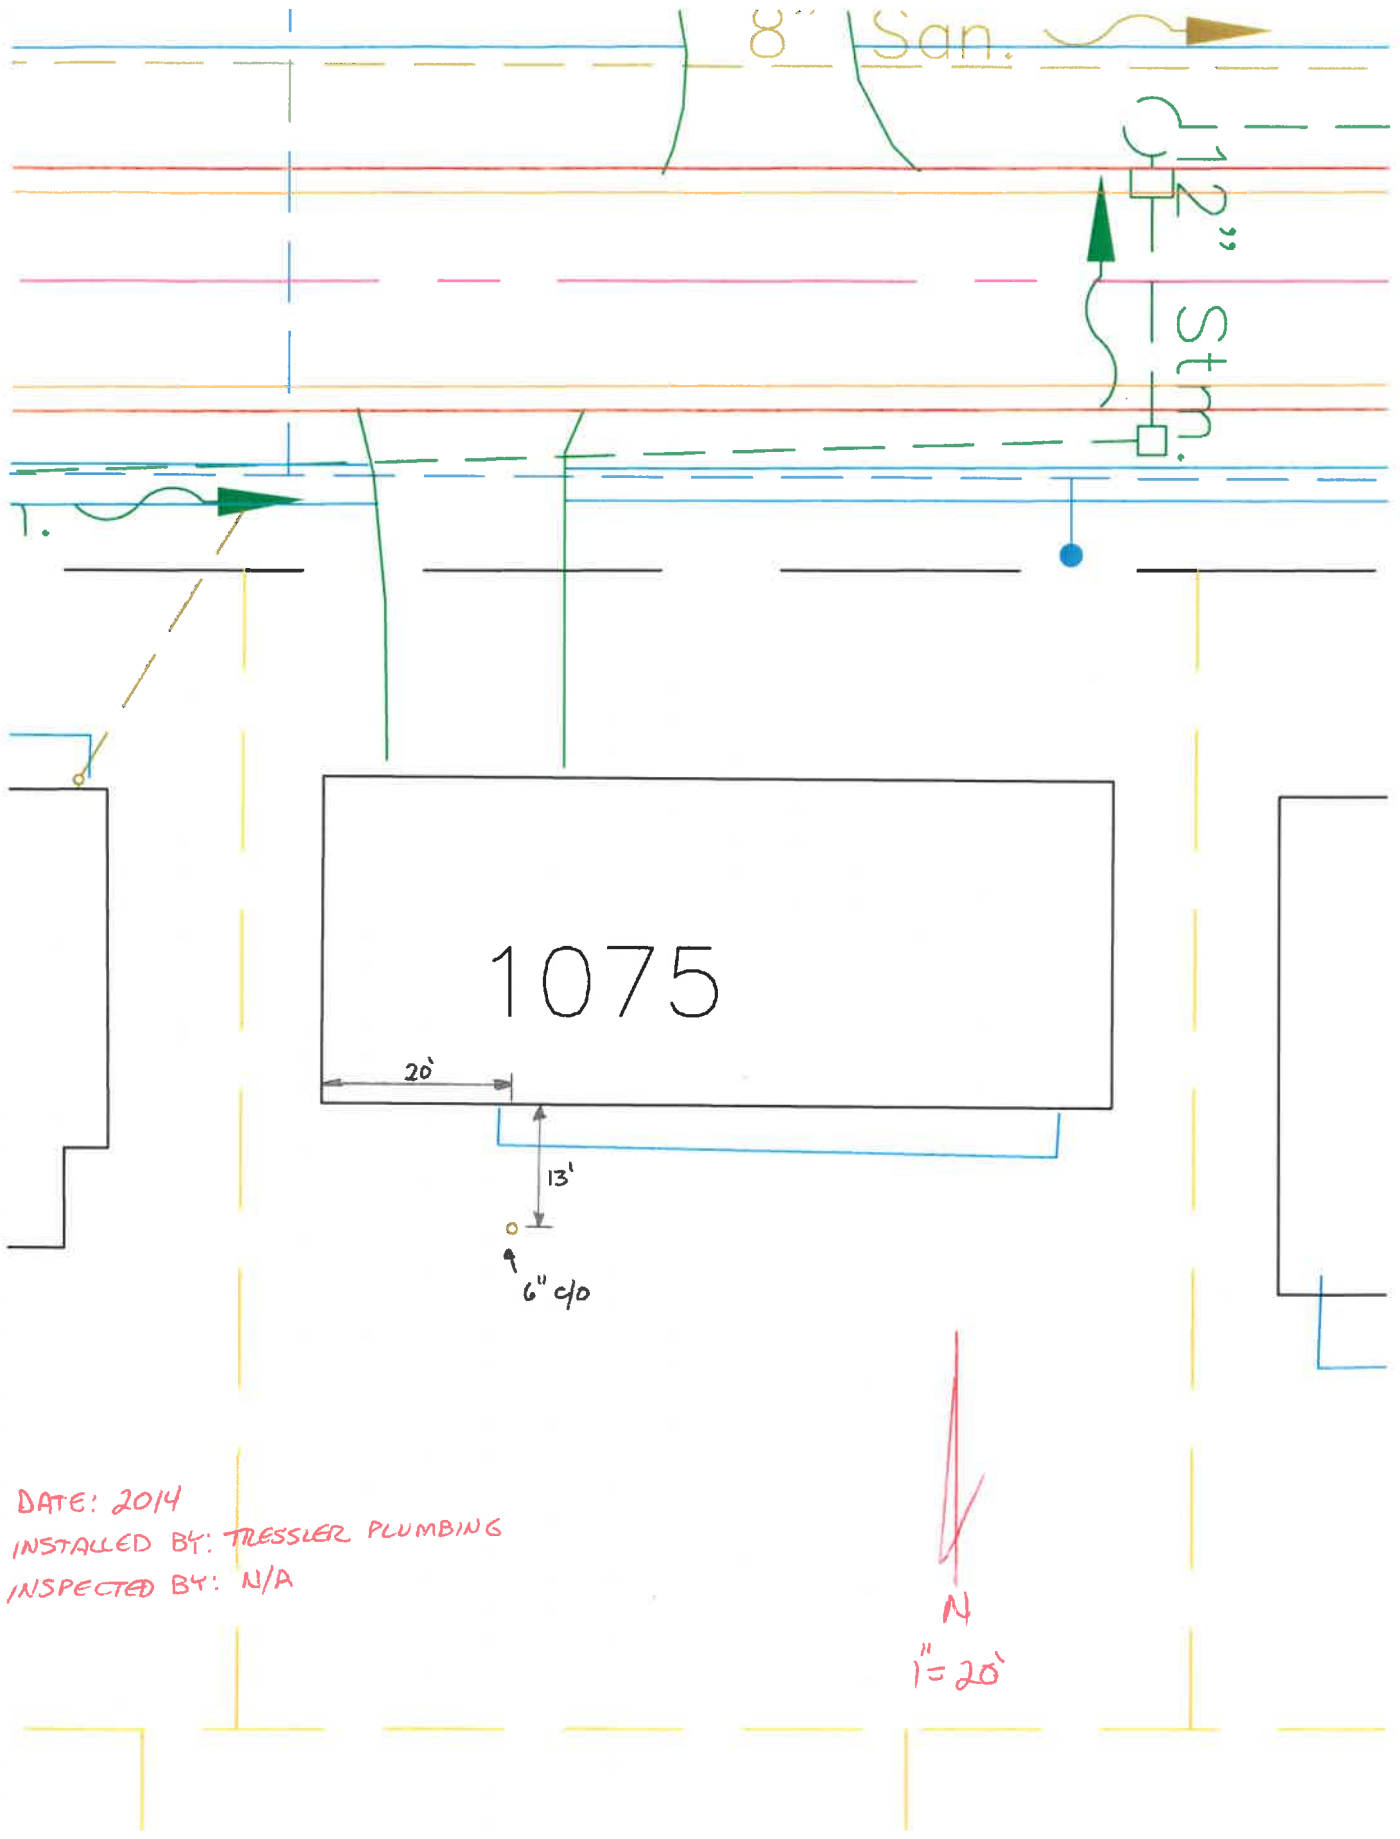 8" San.
12" Stm.
r.
1075
20'
13'
6" c/o
DATE: 2014
INSTALLED BY: TRESSLER PLUMBING
INSPECTED BY: N/A
N
1" = 20'